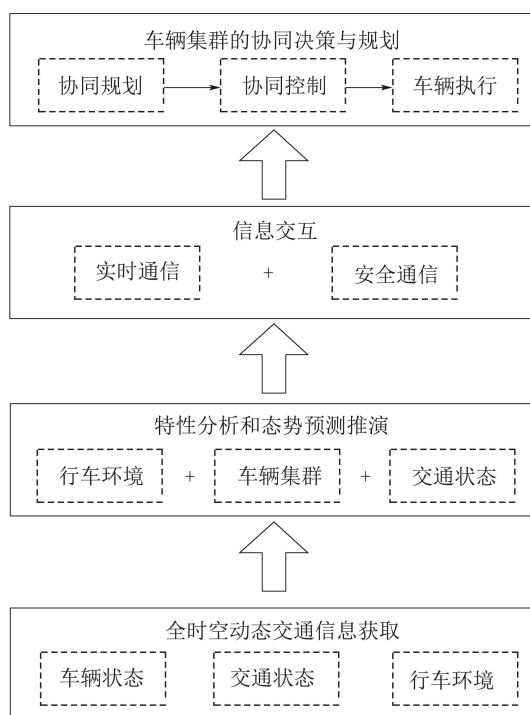 车辆集群的协同决策与规划
协同规划 协同控制 车辆执行
信息交互
实时通信 + 安全通信
特性分析和态势预测推演
行车环境 + 车辆集群 + 交通状态
全时空动态交通信息获取
车辆状态 交通状态 行车环境